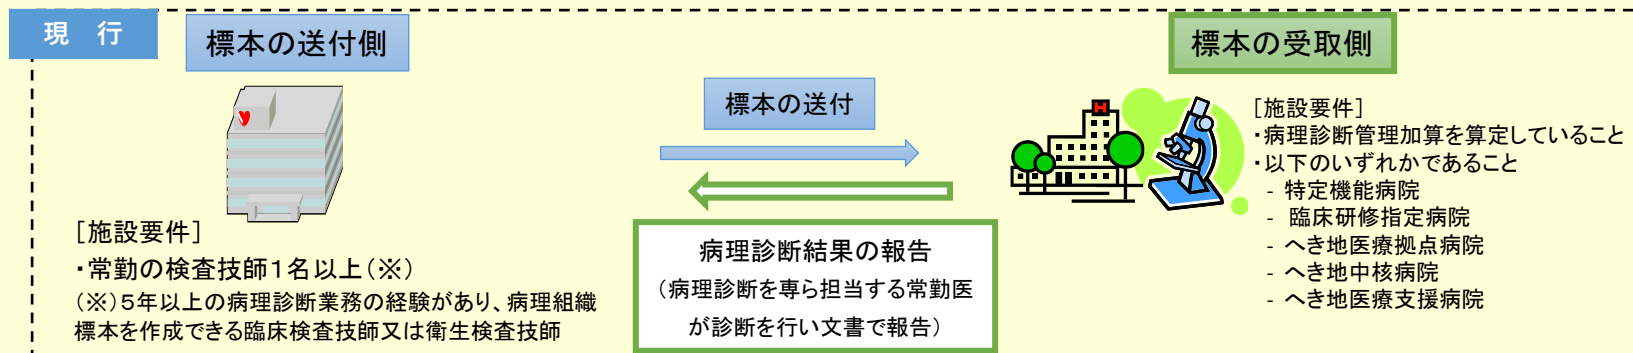 現 行
標本の送付側
[施設要件]
・常勤の検査技師1名以上(※)
(※)5年以上の病理診断業務の経験があり、病理組織
標本を作成できる臨床検査技師又は衛生検査技師
標本の送付
病理診断結果の報告
(病理診断を専ら担当する常勤医
が診断を行い文書で報告)
標本の受取側
H
[施設要件]
・病理診断管理加算を算定していること
・以下のいずれかであること
- 特定機能病院
- 臨床研修指定病院
- へき地医療拠点病院
- へき地中核病院
- へき地医療支援病院